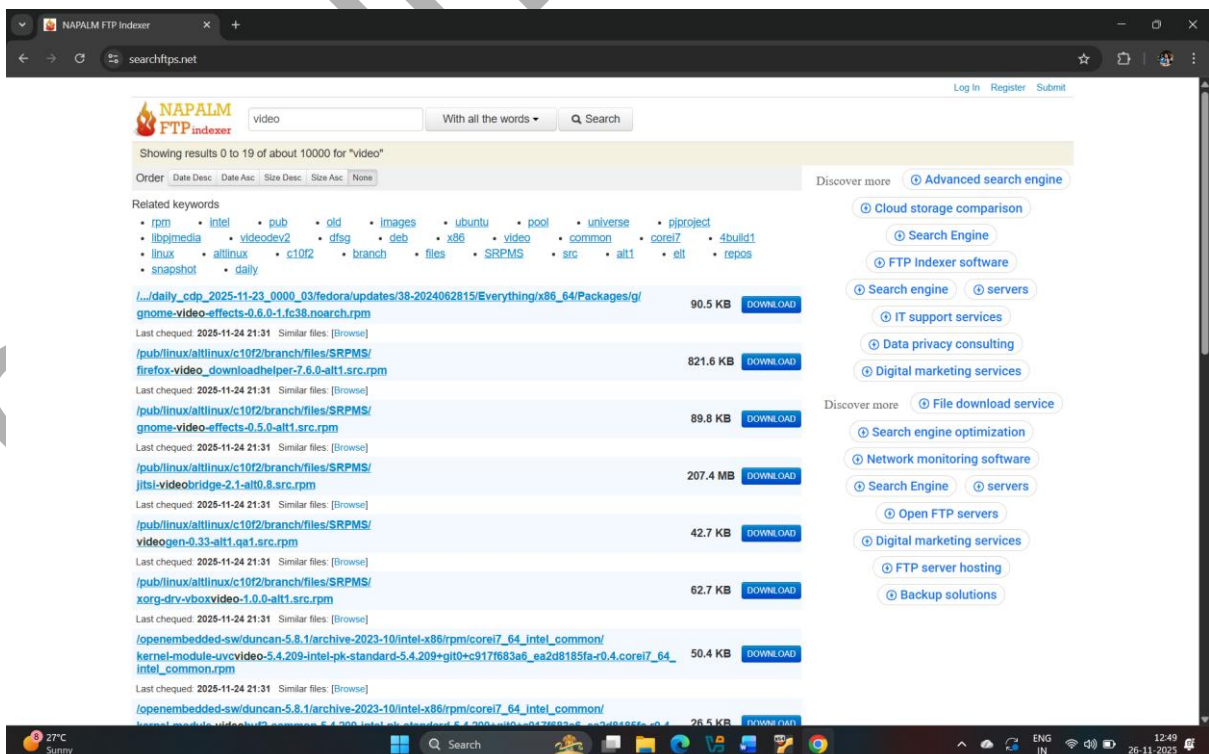 NAPALM FTP Indexer
searchftps.net
Log In Register Submit
NAPALM
FTP indexer
video
With all the words
Search
Showing results 0 to 19 of about 10000 for "video"
Order Date Desc Date Asc Size Desc Size Asc None
Related keywords
• rpm • intel • pub • old • images • ubuntu • pool • universe • pjproject
• libpjmedia • videodev2 • dfsg • deb • x86 • video • common • corei7 • 4build1
• linux • altlinux • c10f2 • branch • files • SRPMS • src • alt1 • elt • repos
• snapshot • daily
/.../daily_cdp_2025-11-23_0000_03/fedora/updates/38-2024062815/Everything/x86_64/Packages/g/
gnome-video-effects-0.6.0-1.fc38.noarch.rpm
90.5 KB DOWNLOAD
Last chequed: 2025-11-24 21:31 Similar files: [Browse]
/pub/linux/altlinux/c10f2/branch/files/SRPMS/
firefox-video_downloadhelper-7.6.0-alt1.src.rpm
821.6 KB DOWNLOAD
Last chequed: 2025-11-24 21:31 Similar files: [Browse]
/pub/linux/altlinux/c10f2/branch/files/SRPMS/
gnome-video-effects-0.5.0-alt1.src.rpm
89.8 KB DOWNLOAD
Last chequed: 2025-11-24 21:31 Similar files: [Browse]
/pub/linux/altlinux/c10f2/branch/files/SRPMS/
jitsi-videobridge-2.1-alt0.8.src.rpm
207.4 MB DOWNLOAD
Last chequed: 2025-11-24 21:31 Similar files: [Browse]
/pub/linux/altlinux/c10f2/branch/files/SRPMS/
videogen-0.33-alt1.qa1.src.rpm
42.7 KB DOWNLOAD
Last chequed: 2025-11-24 21:31 Similar files: [Browse]
/pub/linux/altlinux/c10f2/branch/files/SRPMS/
xorg-drv-vboxvideo-1.0.0-alt1.src.rpm
62.7 KB DOWNLOAD
Last chequed: 2025-11-24 21:31 Similar files: [Browse]
/openembedded-sw/duncan-5.8.1/archive-2023-10/intel-x86/rpm/corei7_64_intel_common/
kernel-module-uvcvideo-5.4.209-intel-pk-standard-5.4.209+git0+c917f683a6_ea2d8185fa-r0.4.corei7_64_
intel_common.rpm
50.4 KB DOWNLOAD
Last chequed: 2025-11-24 21:31 Similar files: [Browse]
/openembedded-sw/duncan-5.8.1/archive-2023-10/intel-x86/rpm/corei7_64_intel_common/
26.5 KB DOWNLOAD
Discover more Advanced search engine
Cloud storage comparison
Search Engine
FTP Indexer software
Search engine servers
IT support services
Data privacy consulting
Digital marketing services
Discover more File download service
Search engine optimization
Network monitoring software
Search Engine servers
Open FTP servers
Digital marketing services
FTP server hosting
Backup solutions
8
27°C
Sunny
Search
ENG
IN
12:49
26-11-2025